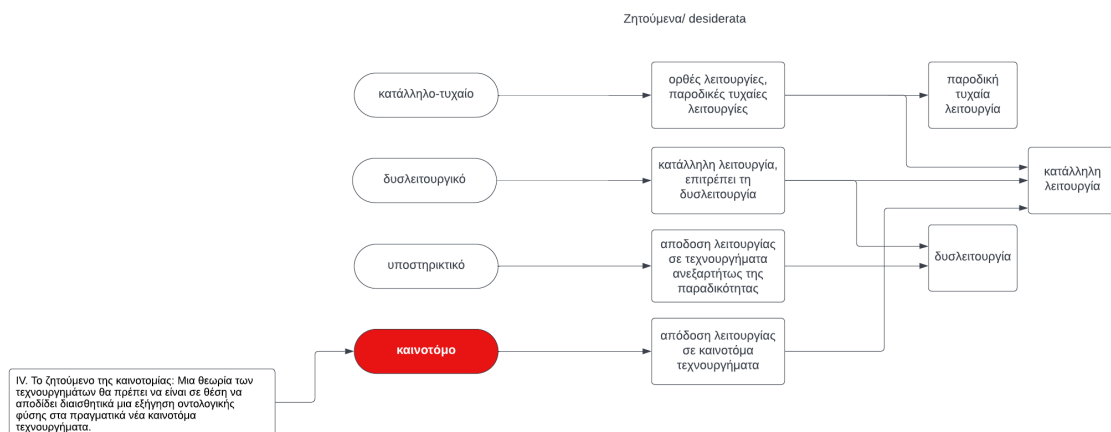 Ζητούμενα/ desiderata
κατάλληλο-τυχαίο
ορθές λειτουργίες,
παροδικές τυχαίες
λειτουργίες
παροδική
τυχαία
λειτουργία
δυσλειτουργικό
κατάλληλη λειτουργία,
επιτρέπει τη
δυσλειτουργία
κατάλληλη
λειτουργία
υποστηρικτικό
αποδοση λειτουργίας
σε τεχνουργήματα
ανεξαρτήτως της
παραδικότητας
δυσλειτουργία
καινοτόμο
απόδοση λειτουργίας
σε καινοτόμα
τεχνουργήματα
IV. Το ζητούμενο της καινοτομίας: Μια θεωρία των
τεχνουργημάτων θα πρέπει να είναι σε θέση να
αποδίδει διαισθητικά μια εξήγηση οντολογικής
φύσης στα πραγματικά νέα καινοτόμα
τεχνουργήματα.